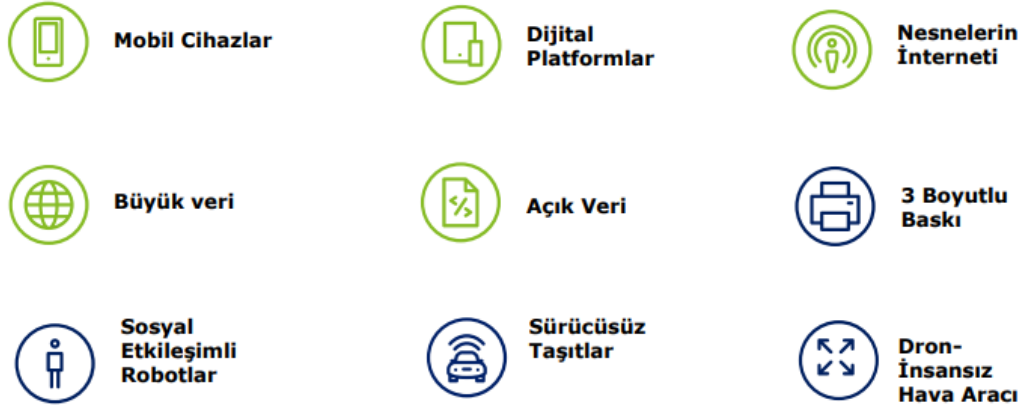 Mobil Cihazlar
Dijital
Platformlar
Nesnelerin
İnterneti
Büyük veri
Açık Veri
3 Boyutlu
Baskı
Sosyal
Etkileşimli
Robotlar
Sürücüsüz
Taşıtlar
Dron-
İnsansız
Hava Aracı